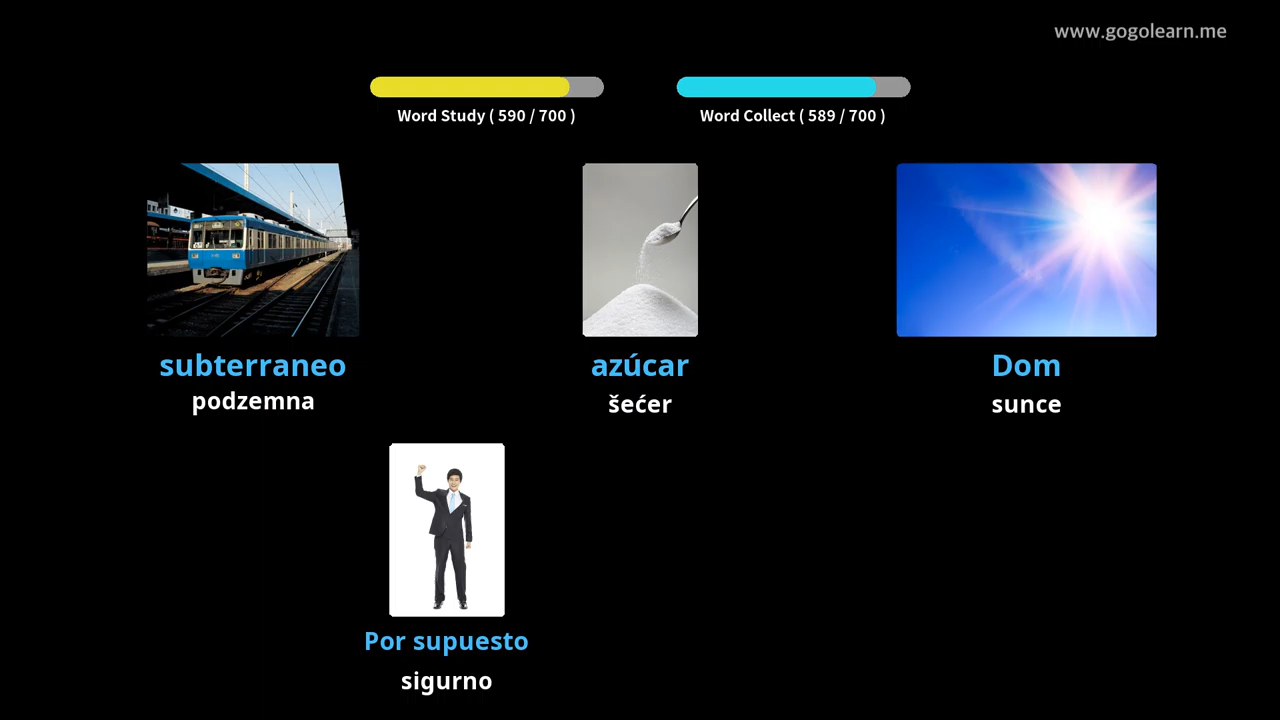 www.gogolearn.me
Word Study ( 590 / 700 )
Word Collect ( 589 / 700 )
subterraneo
podzemna
azúcar
šećer
Dom
sunce
Por supuesto
sigurno